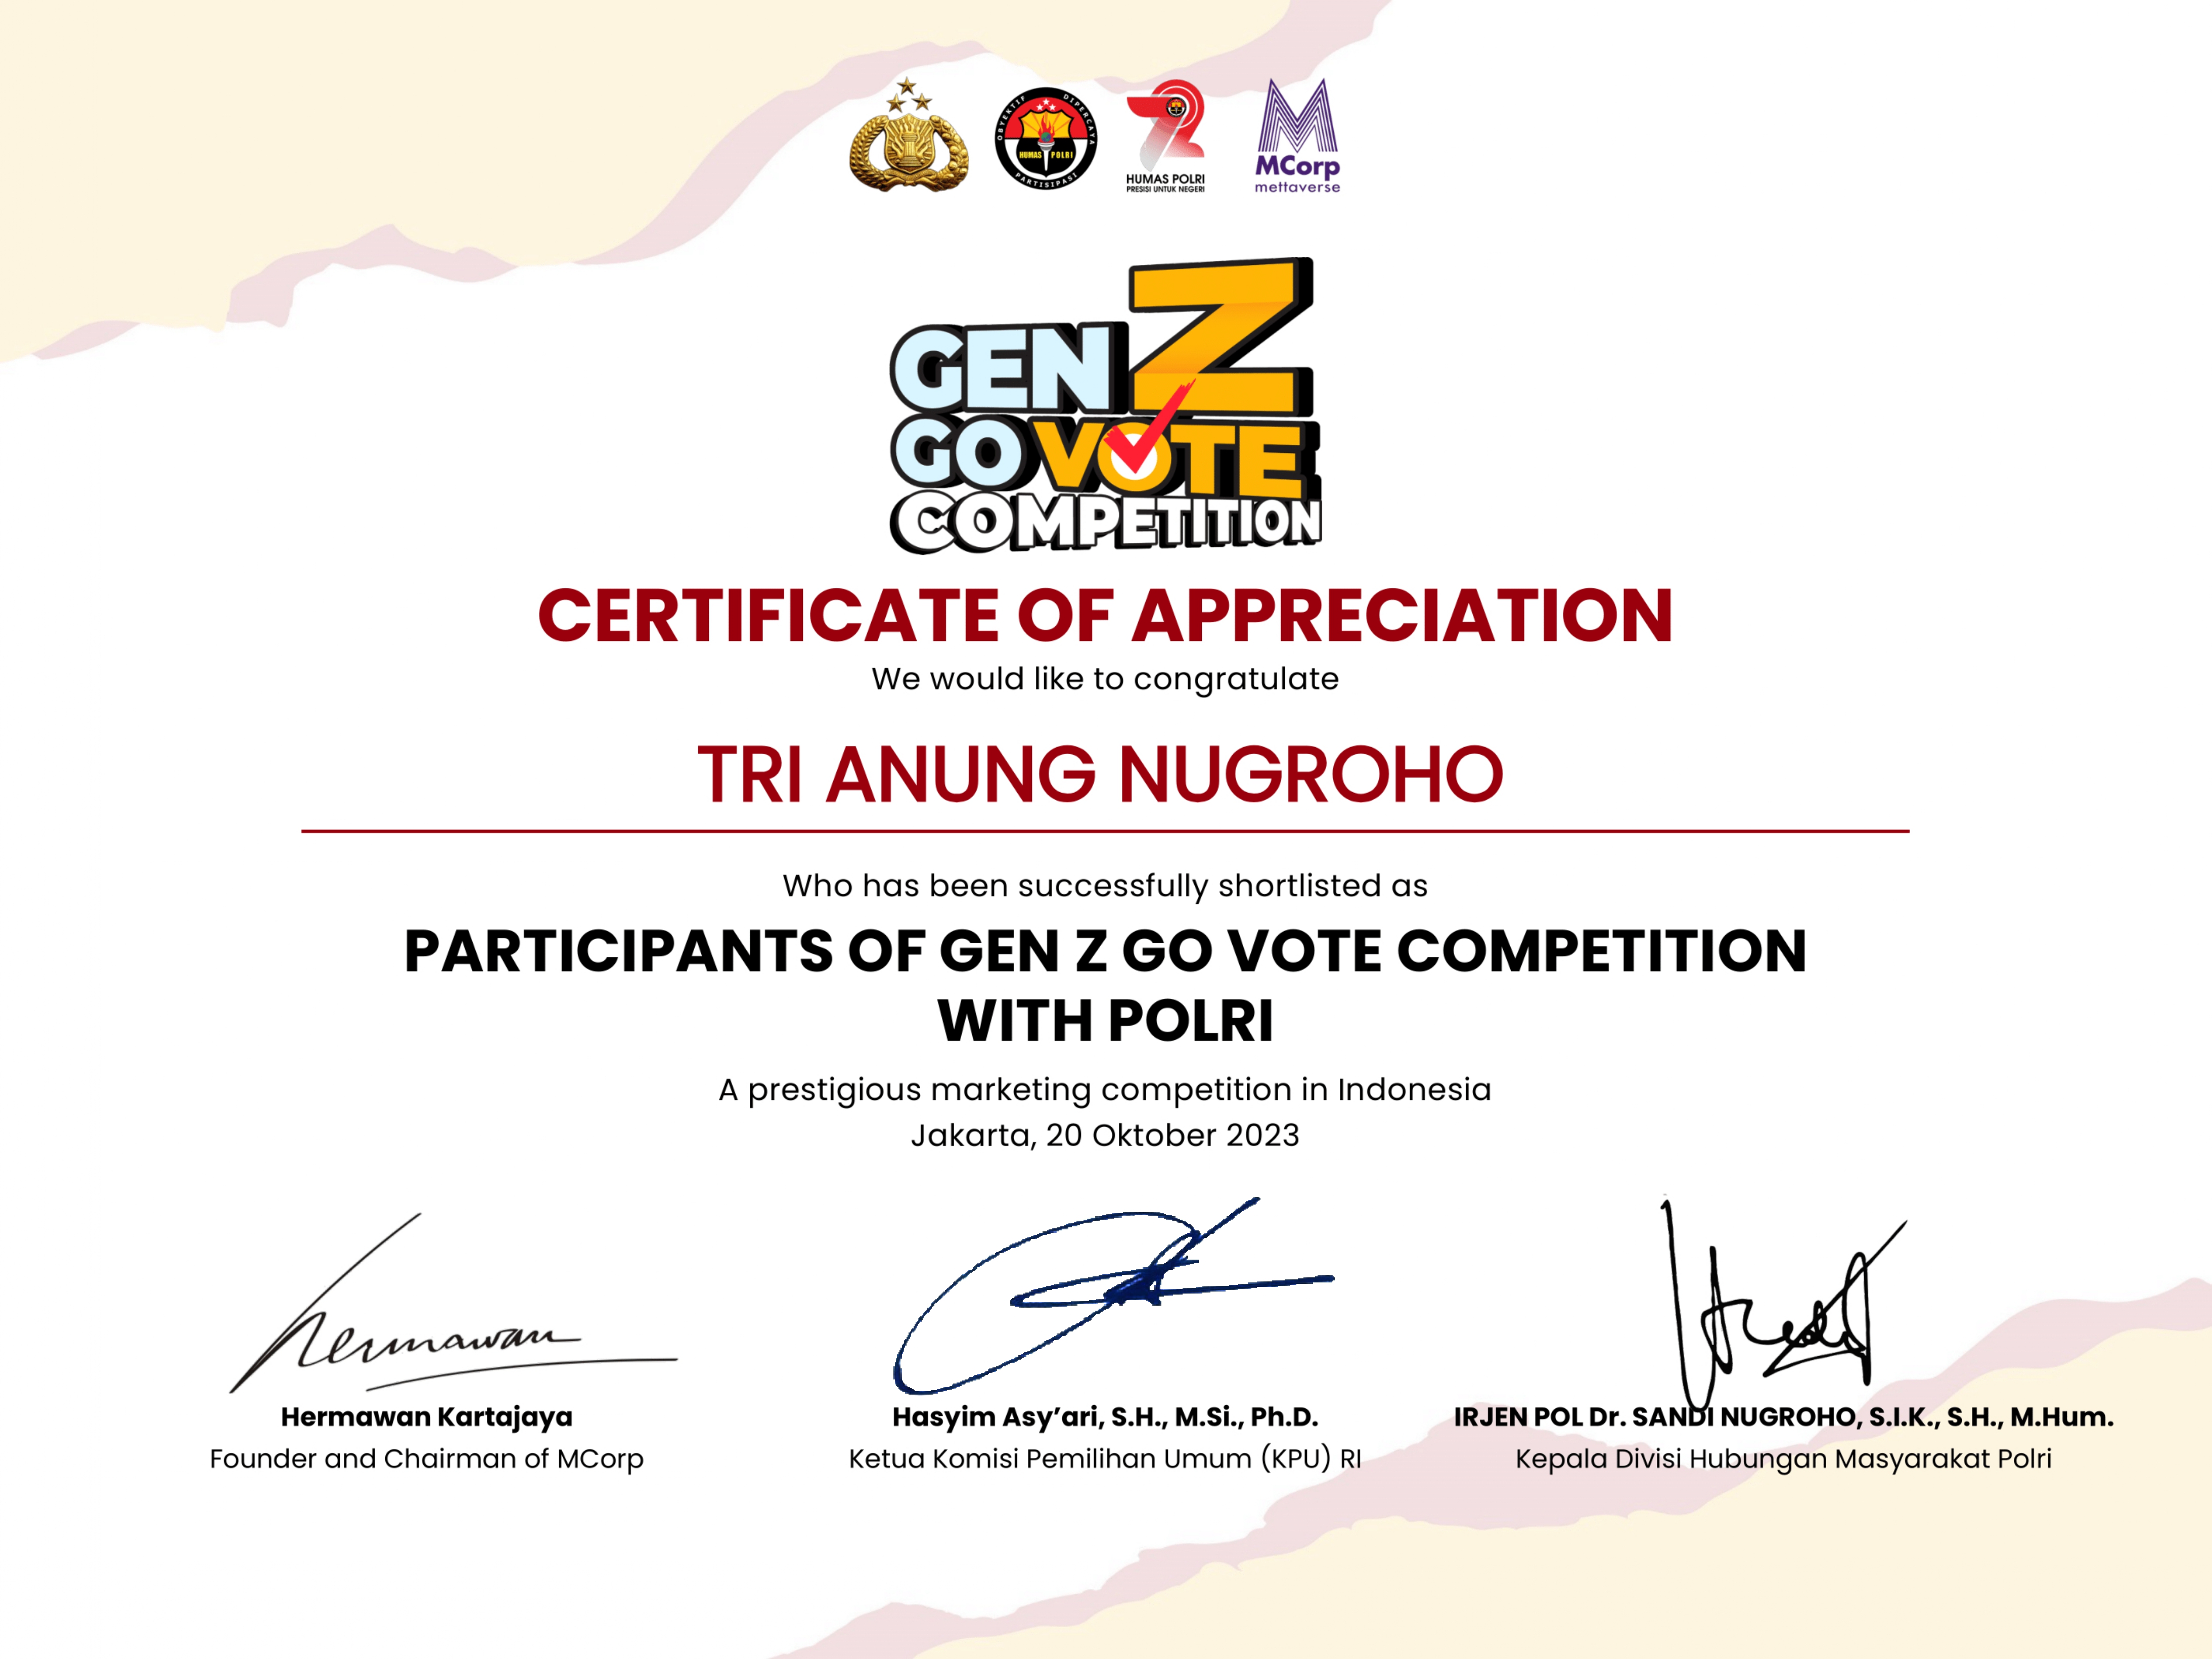 OBYEKTIF DIPERCAYA
HUMAS POLRI
PARTISIPASI
72
HUMAS POLRI
PRESISI UNTUK NEGERI
M
MCorp
mettaverse
GEN Z
GO VOTE
COMPETITION
CERTIFICATE OF APPRECIATION
We would like to congratulate
TRI ANUNG NUGROHO
Who has been successfully shortlisted as
PARTICIPANTS OF GEN Z GO VOTE COMPETITION
WITH POLRI
A prestigious marketing competition in Indonesia
Jakarta, 20 Oktober 2023
Hermawan
Hermawan Kartajaya
Founder and Chairman of MCorp
Hasyim Asy’ari, S.H., M.Si., Ph.D.
Ketua Komisi Pemilihan Umum (KPU) RI
IRJEN POL Dr. SANDI NUGROHO, S.I.K., S.H., M.Hum.
Kepala Divisi Hubungan Masyarakat Polri